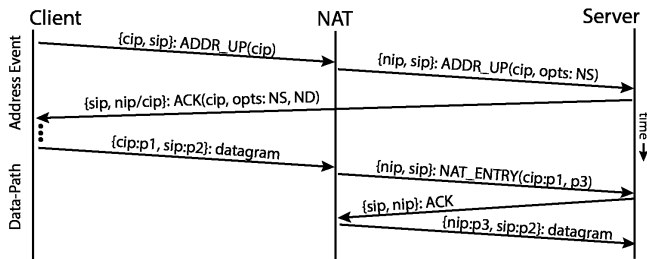 Client
NAT
Server
Address Event
{cip, sip}: ADDR_UP(cip)
{nip, sip}: ADDR_UP(cip, opts: NS)
{sip, nip/cip}: ACK(cip, opts: NS, ND)
time
Data-Path
{cip:p1, sip:p2}: datagram
{nip, sip}: NAT_ENTRY(cip:p1, p3)
{sip, nip}: ACK
{nip:p3, sip:p2}: datagram